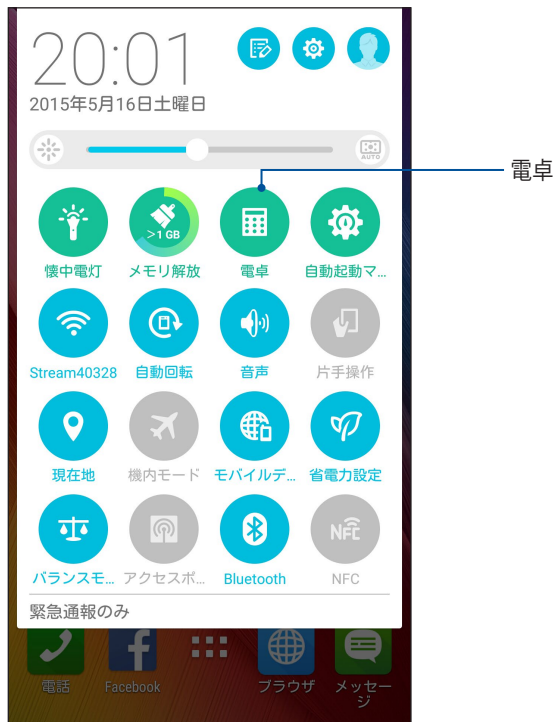 20:01
2015年5月16日土曜日
AUTO
電卓
>1 GB
懐中電灯 メモリ解放 電卓 自動起動マ...
Stream40328 自動回転 音声 片手操作
現在地 機内モード モバイルデ... 省電力設定
NFC
バランスモ... アクセスポ... Bluetooth NFC
緊急通報のみ
電話 Facebook ブラウザ メッセー
ジ